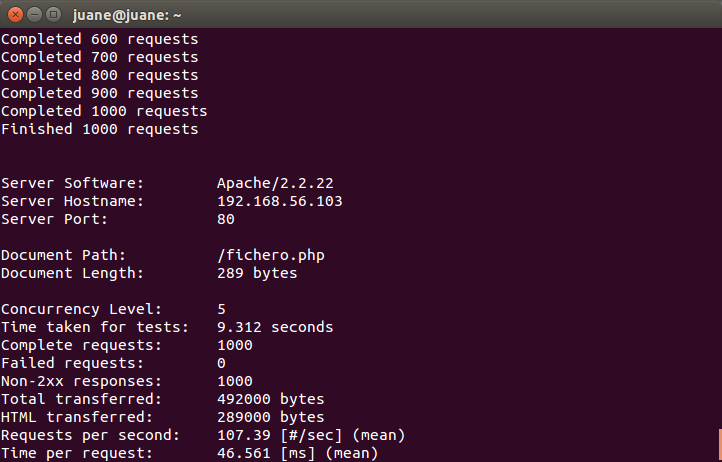 juane@juane: ~
Completed 600 requests
Completed 700 requests
Completed 800 requests
Completed 900 requests
Completed 1000 requests
Finished 1000 requests
Server Software: Apache/2.2.22
Server Hostname: 192.168.56.103
Server Port: 80
Document Path: /fichero.php
Document Length: 289 bytes
Concurrency Level: 5
Time taken for tests: 9.312 seconds
Complete requests: 1000
Failed requests: 0
Non-2xx responses: 1000
Total transferred: 492000 bytes
HTML transferred: 289000 bytes
Requests per second: 107.39 [#/sec] (mean)
Time per request: 46.561 [ms] (mean)